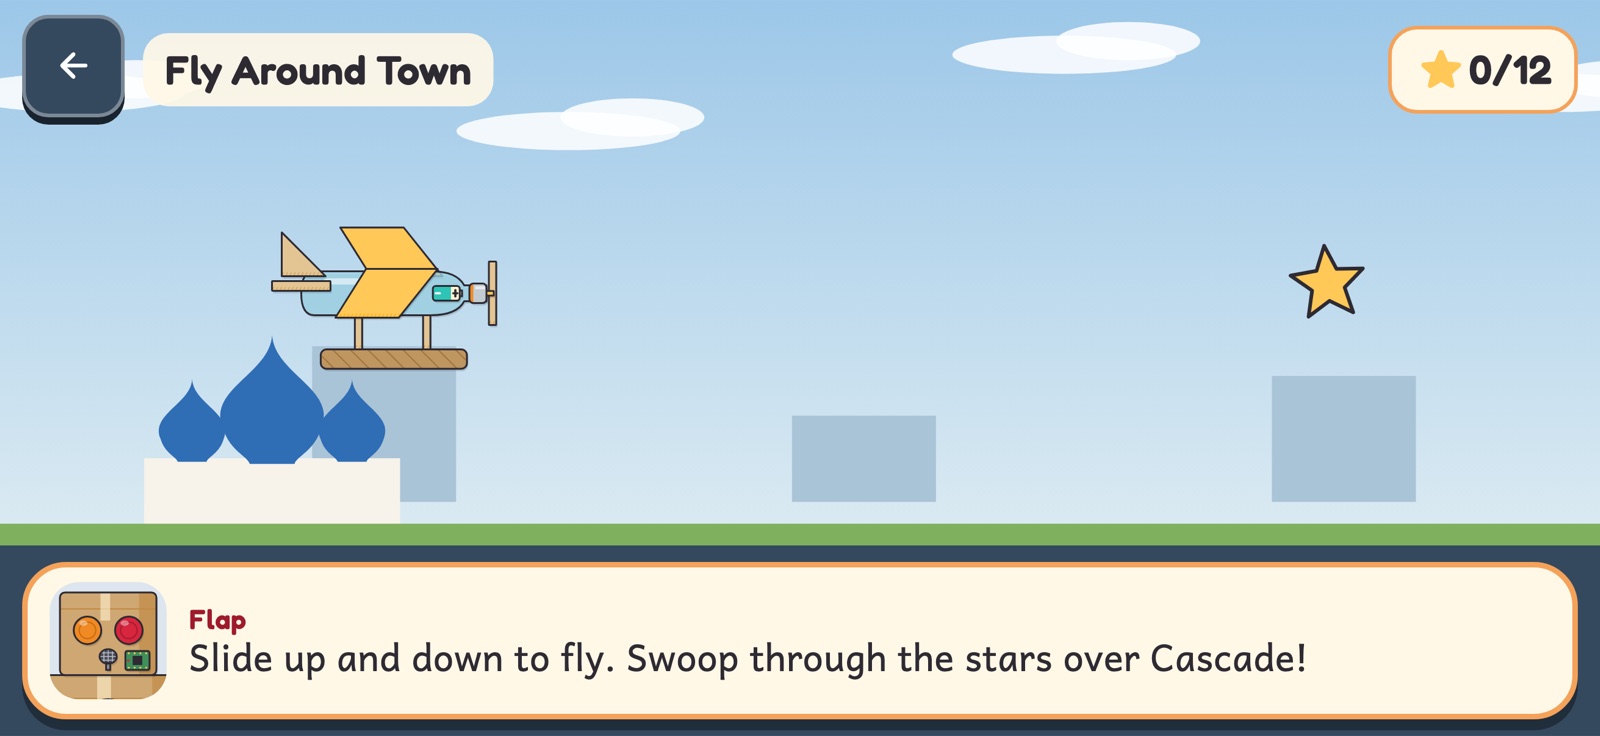 Fly Around Town
0/12
Flap
Slide up and down to fly. Swoop through the stars over Cascade!